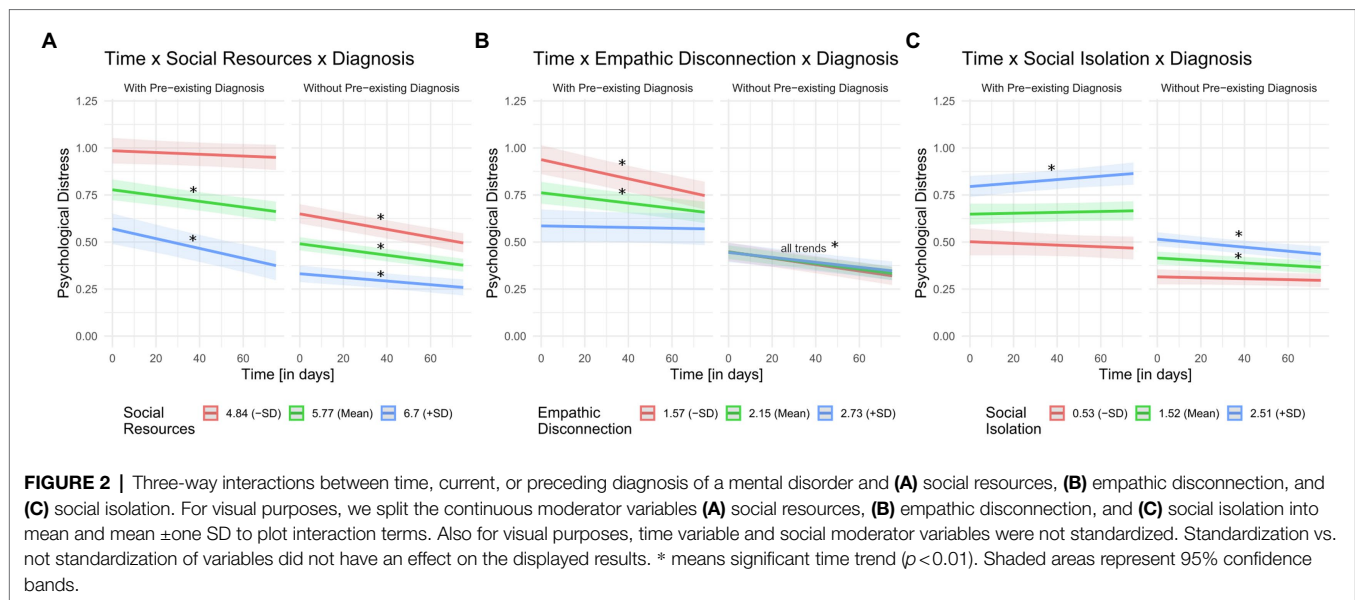 A
Time x Social Resources x Diagnosis
With Pre−existing Diagnosis
Without Pre−existing Diagnosis
Psychological Distress
1.25
1.00
0.75
0.50
0.25
0.00
*
*
*
*
*
0 20 40 60
0 20 40 60
Time [in days]
Social
Resources
4.84 (−SD) 5.77 (Mean) 6.7 (+SD)
B
Time x Empathic Disconnection x Diagnosis
With Pre−existing Diagnosis
Without Pre−existing Diagnosis
Psychological Distress
1.25
1.00
0.75
0.50
0.25
0.00
*
*
all trends *
0 20 40 60
0 20 40 60
Time [in days]
Empathic
Disconnection
1.57 (−SD) 2.15 (Mean) 2.73 (+SD)
C
Time x Social Isolation x Diagnosis
With Pre−existing Diagnosis
Without Pre−existing Diagnosis
Psychological Distress
1.25
1.00
0.75
0.50
0.25
0.00
*
*
*
0 20 40 60
0 20 40 60
Time [in days]
Social
Isolation
0.53 (−SD) 1.52 (Mean) 2.51 (+SD)
FIGURE 2 | Three-way interactions between time, current, or preceding diagnosis of a mental disorder and (A) social resources, (B) empathic disconnection, and
(C) social isolation. For visual purposes, we split the continuous moderator variables (A) social resources, (B) empathic disconnection, and (C) social isolation into
mean and mean ±one SD to plot interaction terms. Also for visual purposes, time variable and social moderator variables were not standardized. Standardization vs.
not standardization of variables did not have an effect on the displayed results. * means significant time trend (p<0.01). Shaded areas represent 95% confidence
bands.